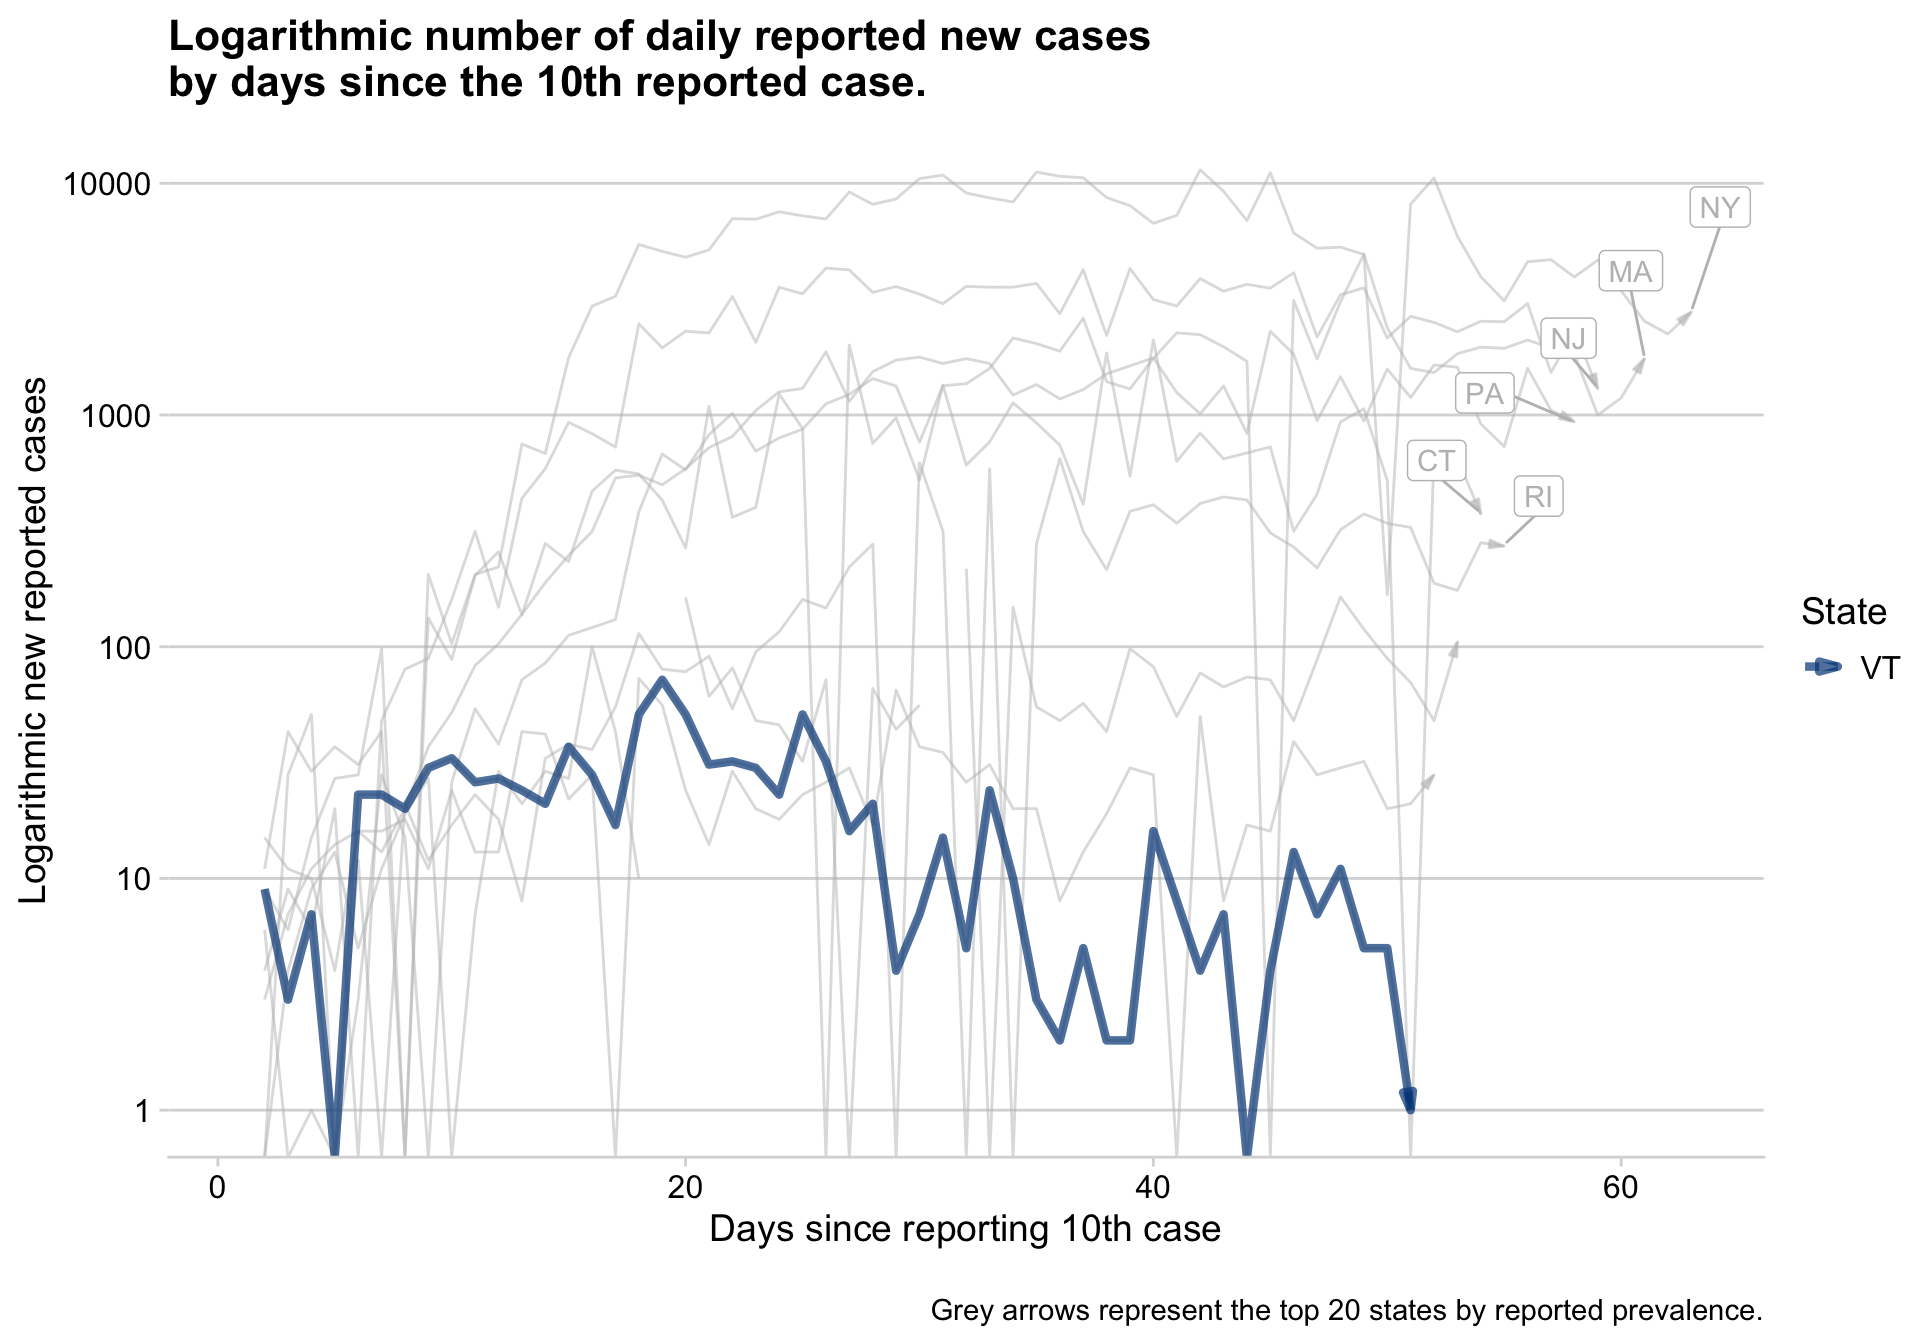 Logarithmic number of daily reported new cases
by days since the 10th reported case.
10000
1000
100
10
1
Logarithmic new reported cases
NY
MA
NJ
PA
CT
RI
State
VT
0 20 40 60
Days since reporting 10th case
Grey arrows represent the top 20 states by reported prevalence.